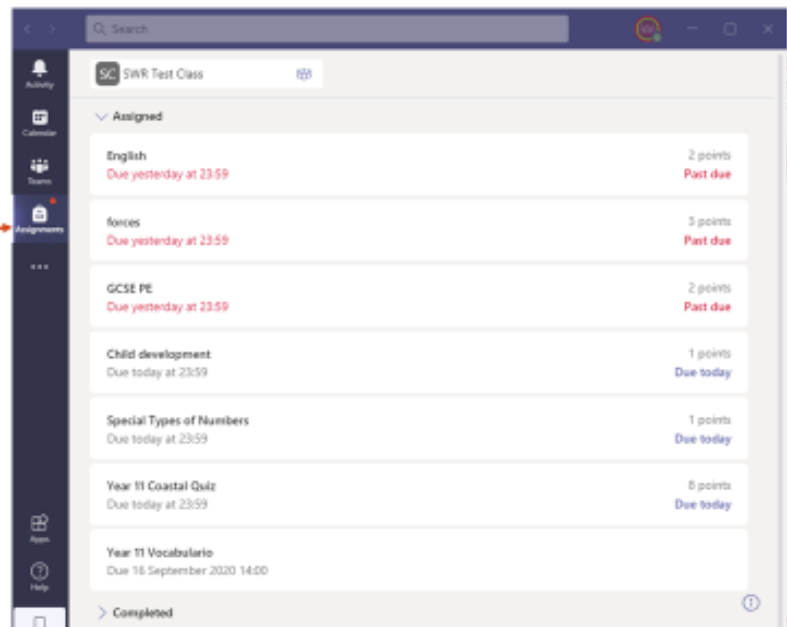 Search
Activity
Calendar
Teams
Assignments
Apps
Help
SC SWR Test Class
Assigned
English 2 points
Due yesterday at 23:59 Past due
forces 3 points
Due yesterday at 23:59 Past due
GCSE PE 2 points
Due yesterday at 23:59 Past due
Child development 1 points
Due today at 23:59 Due today
Special Types of Numbers 1 points
Due today at 23:59 Due today
Year 11 Coastal Quiz 8 points
Due today at 23:59 Due today
Year 11 Vocabulario
Due 16 September 2020 14:00
Completed